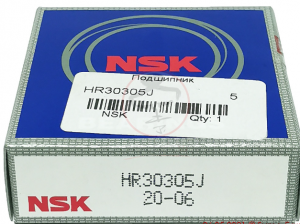 NSK
Подшипник
HR30305J 5
NSK Qty: 1
NSK HR30305J
20-06